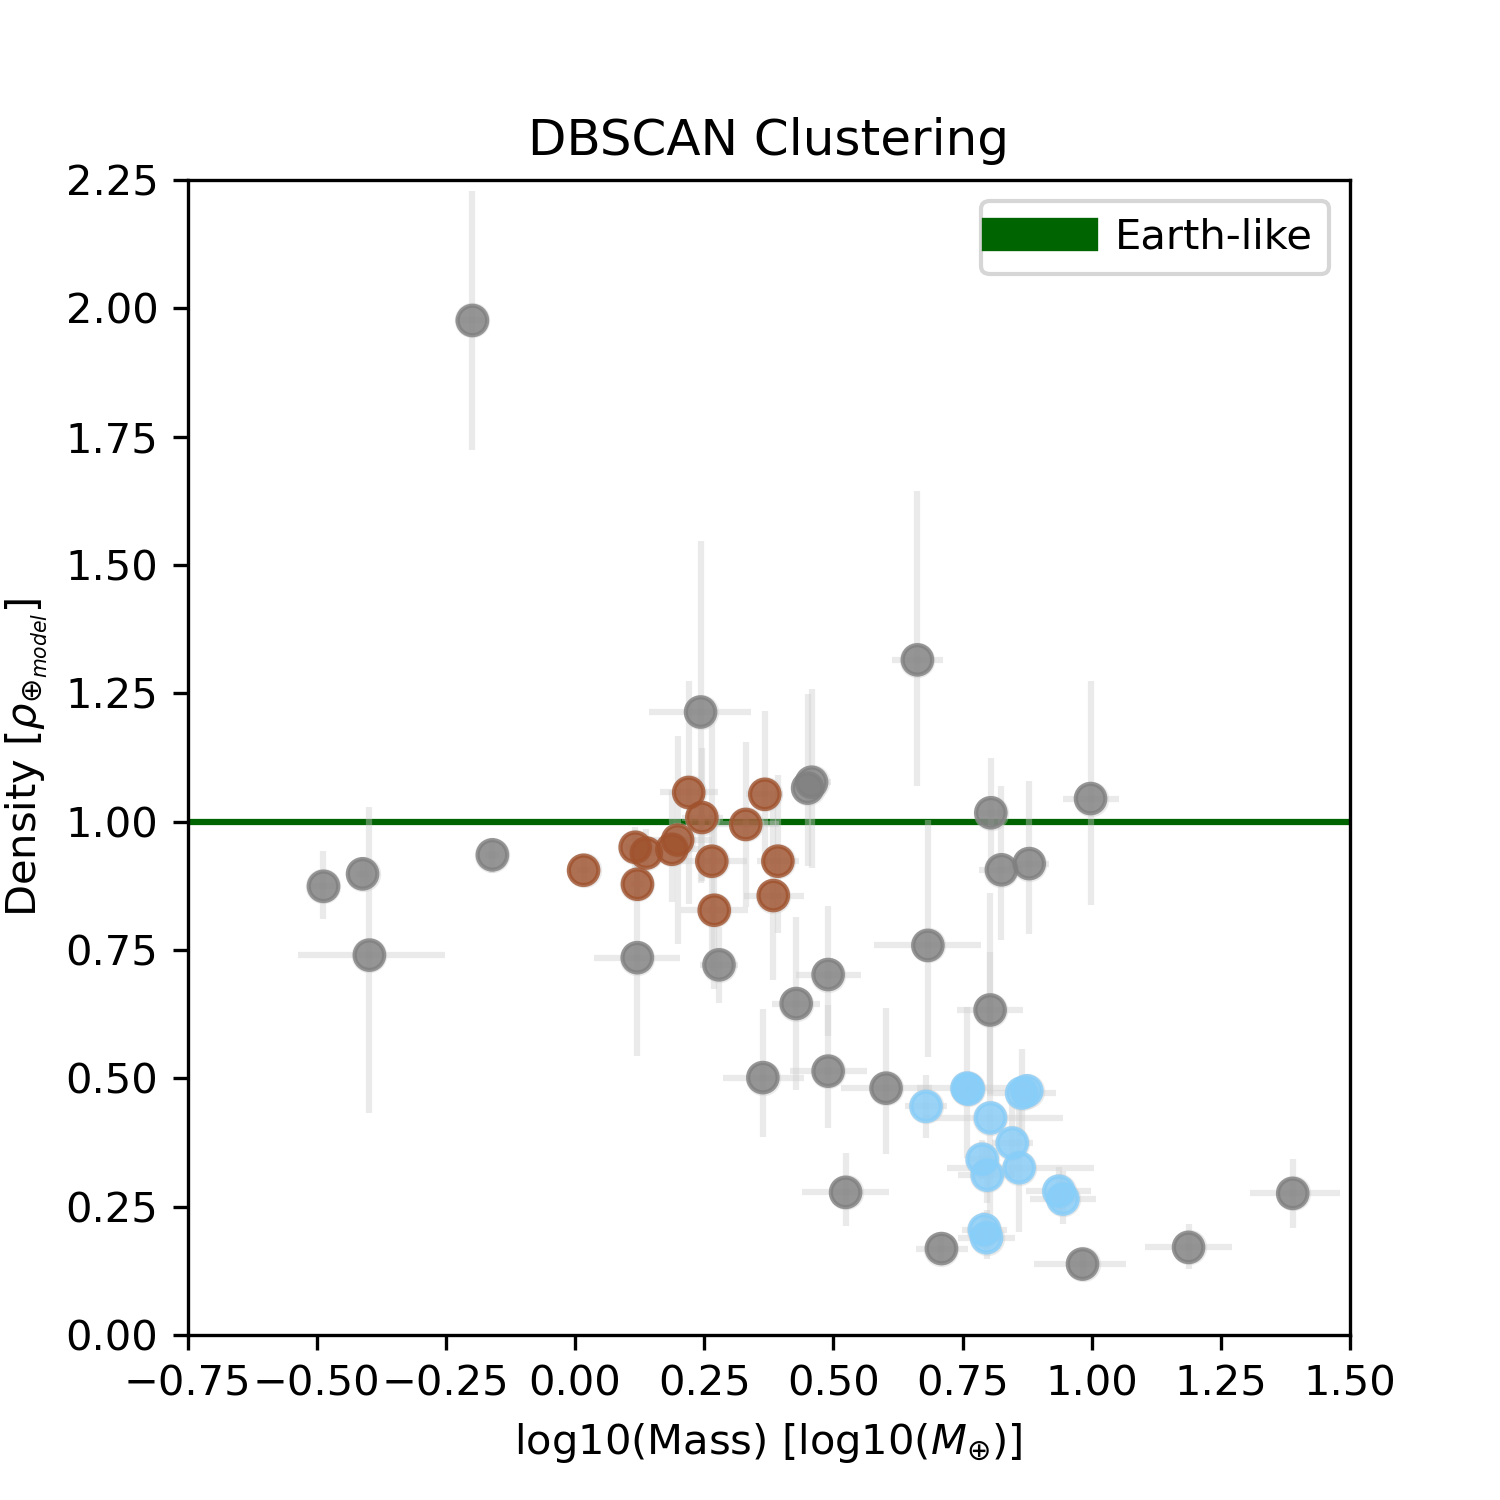 DBSCAN Clustering
Earth-like
2.25
2.00
1.75
1.50
1.25
1.00
0.75
0.50
0.25
0.00
Density [ρ⊕model]
−0.75 −0.50 −0.25 0.00 0.25 0.50 0.75 1.00 1.25 1.50
log10(Mass) [log10(M⊕)]